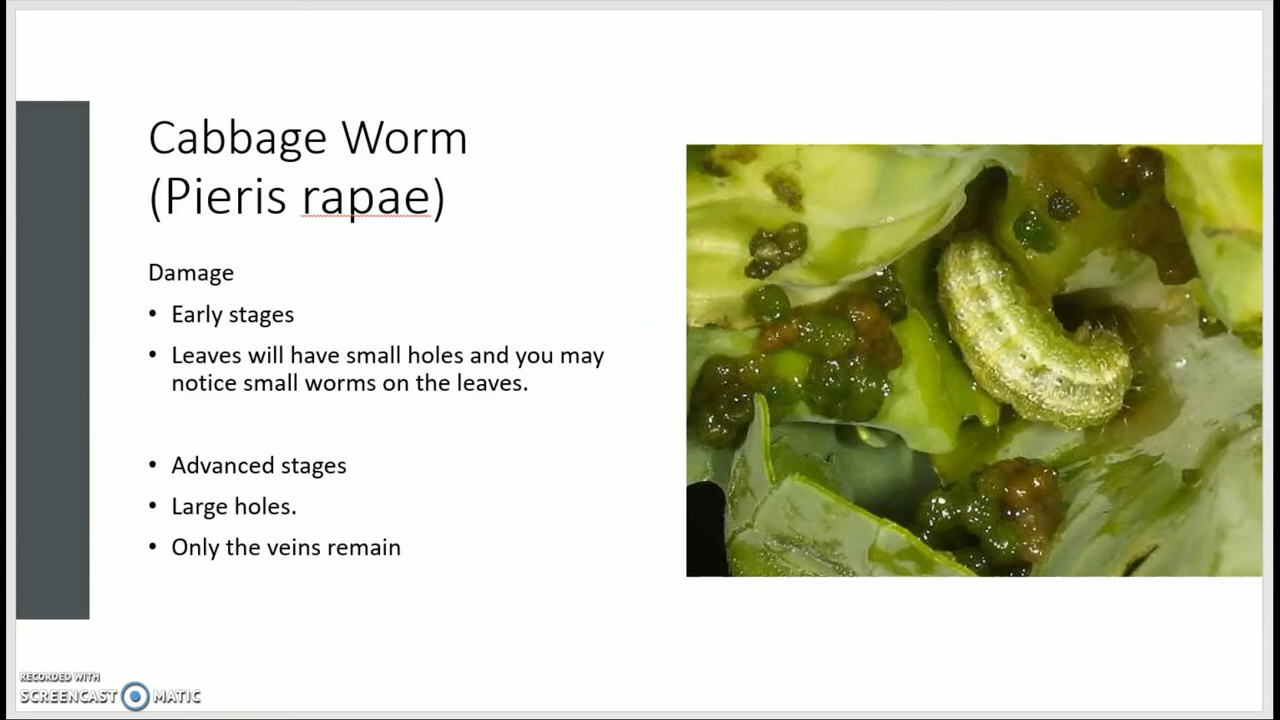 Cabbage Worm
(Pieris rapae)
Damage
• Early stages
• Leaves will have small holes and you may
notice small worms on the leaves.
• Advanced stages
• Large holes.
• Only the veins remain
RECORDED WITH
SCREENCAST MATIC